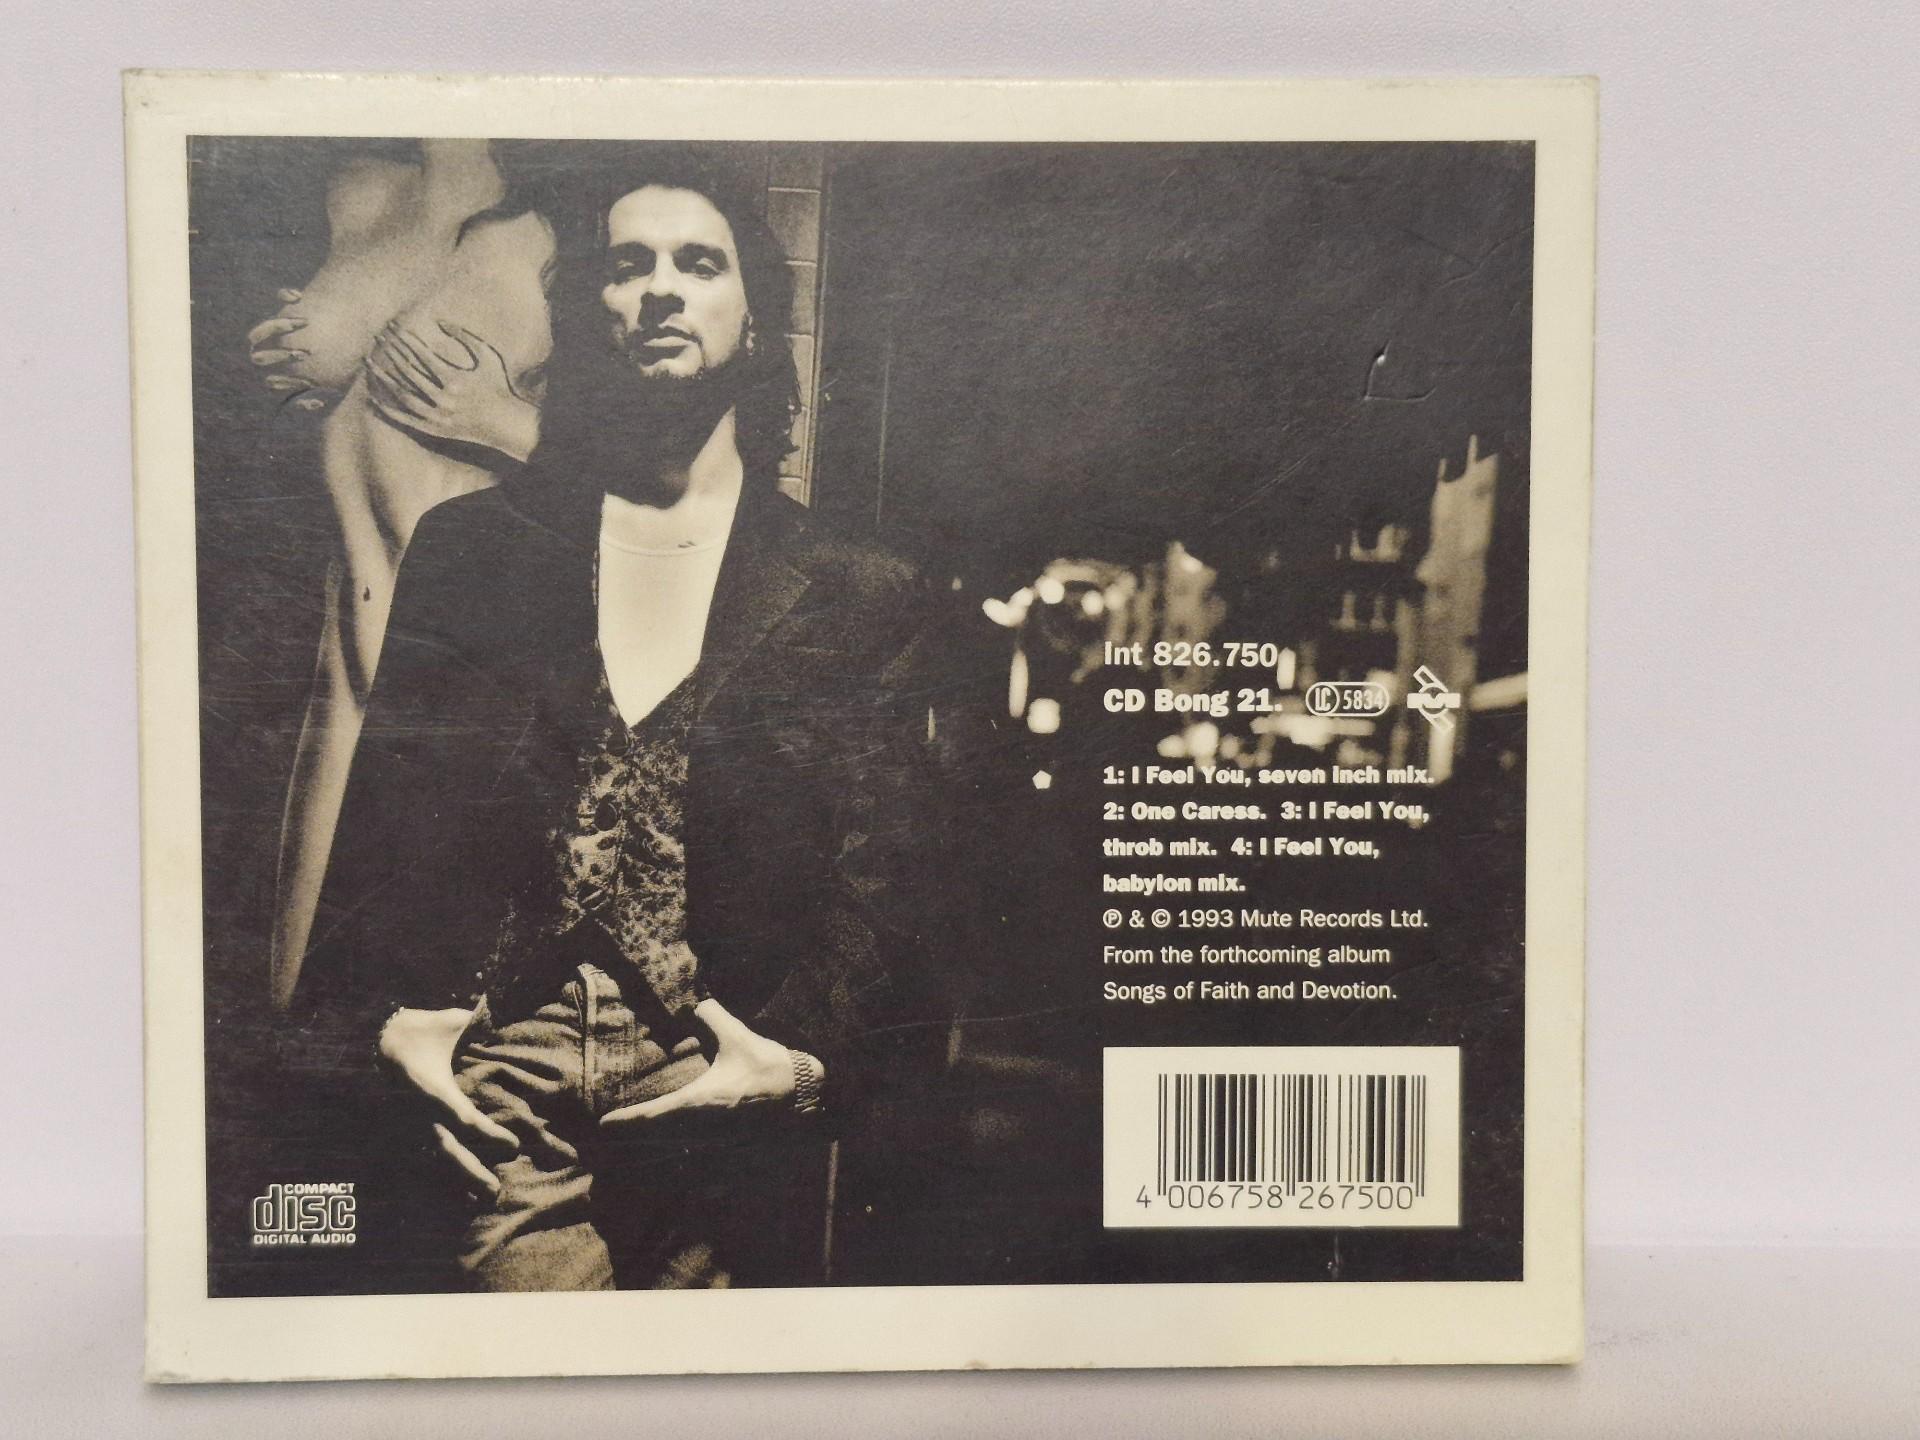 Int 826.750
CD Bong 21. LC 5834
1: I Feel You, seven inch mix.
2: One Caress. 3: I Feel You,
throb mix. 4: I Feel You,
babylon mix.
℗ & © 1993 Mute Records Ltd.
From the forthcoming album
Songs of Faith and Devotion.
4 006758 267500
COMPACT
disc
DIGITAL AUDIO